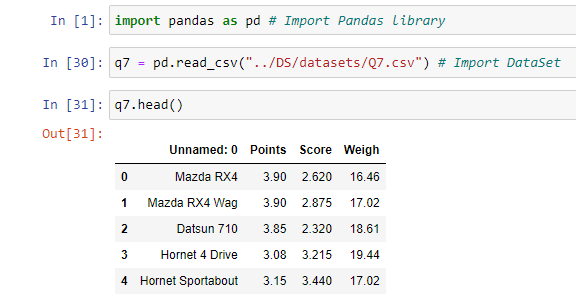 In [1]: import pandas as pd # Import Pandas library
In [30]: q7 = pd.read_csv("../DS/datasets/Q7.csv") # Import DataSet
In [31]: q7.head()
Out[31]:
Unnamed: 0 Points Score Weigh
0 Mazda RX4 3.90 2.620 16.46
1 Mazda RX4 Wag 3.90 2.875 17.02
2 Datsun 710 3.85 2.320 18.61
3 Hornet 4 Drive 3.08 3.215 19.44
4 Hornet Sportabout 3.15 3.440 17.02